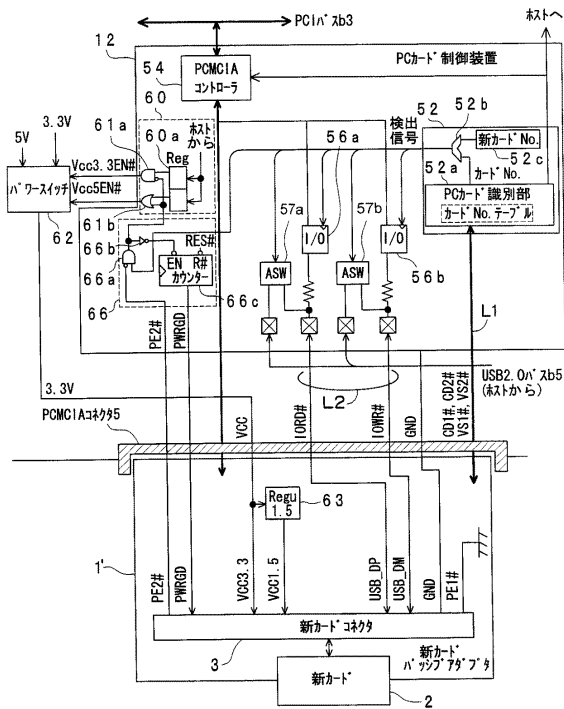 ホストへ
PCIバスb3
12
PCカード制御装置
54
PCMCIA
コントローラ
60
52
52b
検出
信号
新カードNo.
52c
カードNo.
52a
PCカード識別部
カードNo.テーブル
61a
60a
ホスト
から
Reg
56a
3.3V
5V
Vcc3.3EN#
Vcc5EN#
パワースイッチ
62
61b
66b
66a
RES#
EN R#
カウンター
66
66c
57a
57b
I/O
I/O
ASW
ASW
56b
L1
PE2#
PWRGD
3.3V
VCC
L2
IORD#
IOWR#
GND
USB2.0バスb5
(ホストから)
CD1#, CD2#
VS1#, VS2#
PCMCIAコネクタ5
Regu
1.5
63
1'
PE2#
PWRGD
VCC3.3
VCC1.5
USB_DP
USB_DM
GND
PE1#
新カードコネクタ
3
新カード
パッシブアダプタ
新カード
2